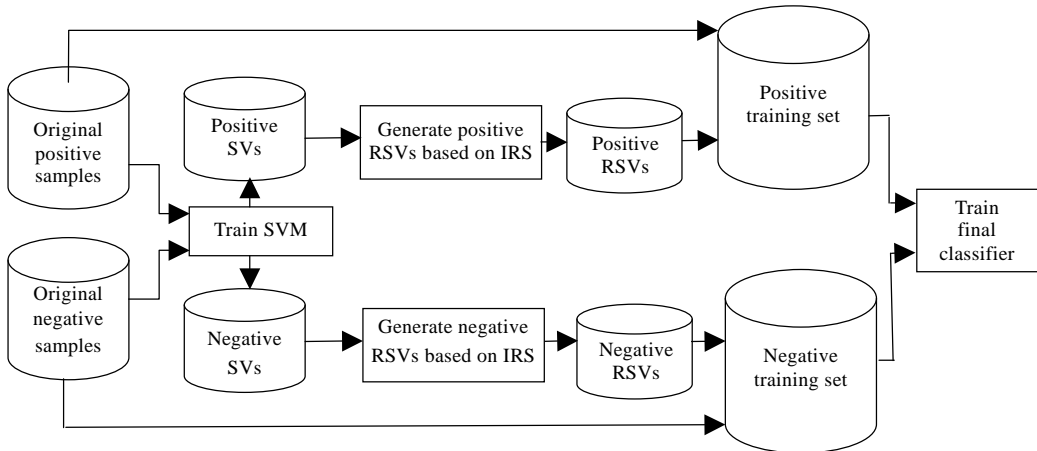 Original
positive
samples
Positive
SVs
Generate positive
RSVs based on IRS
Positive
RSVs
Positive
training set
Train SVM
Train
final
classifier
Original
negative
samples
Negative
SVs
Generate negative
RSVs based on IRS
Negative
RSVs
Negative
training set